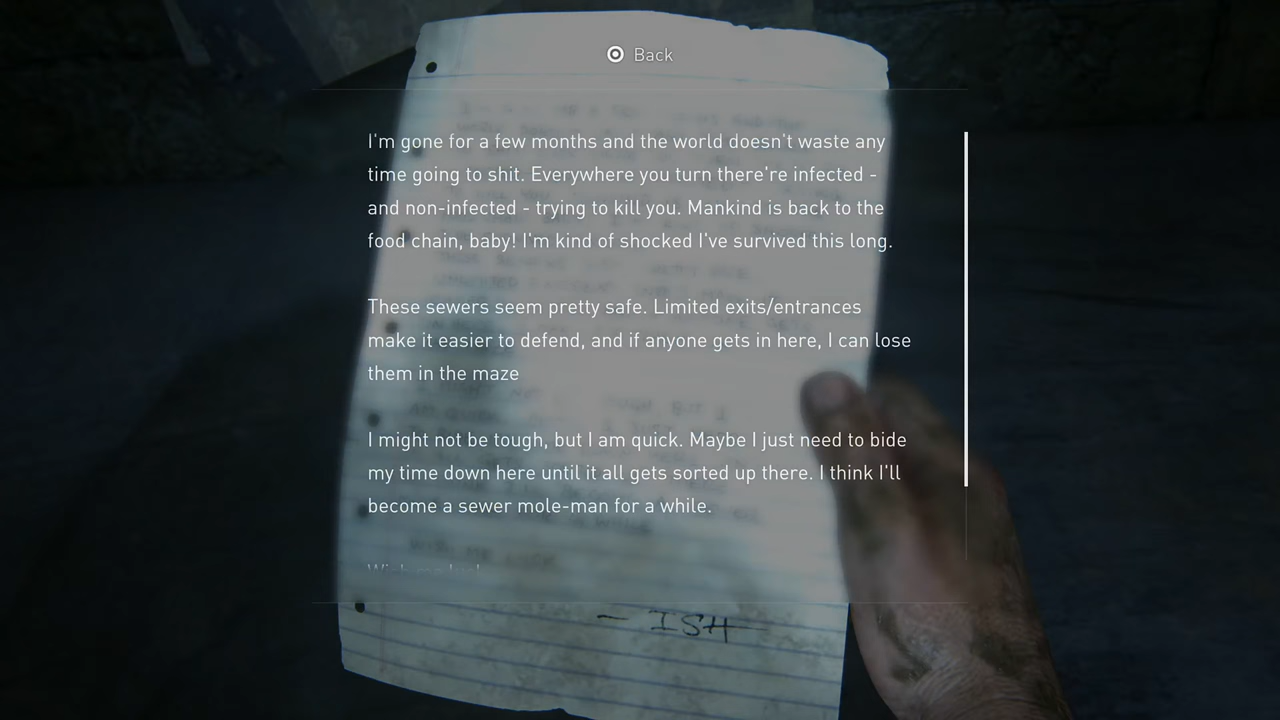 Back
I'm gone for a few months and the world doesn't waste any
time going to shit. Everywhere you turn there're infected -
and non-infected - trying to kill you. Mankind is back to the
food chain, baby! I'm kind of shocked I've survived this long.
These sewers seem pretty safe. Limited exits/entrances
make it easier to defend, and if anyone gets in here, I can lose
them in the maze
I might not be tough, but I am quick. Maybe I just need to bide
my time down here until it all gets sorted up there. I think I'll
become a sewer mole-man for a while.
Wish me luck
- ISH